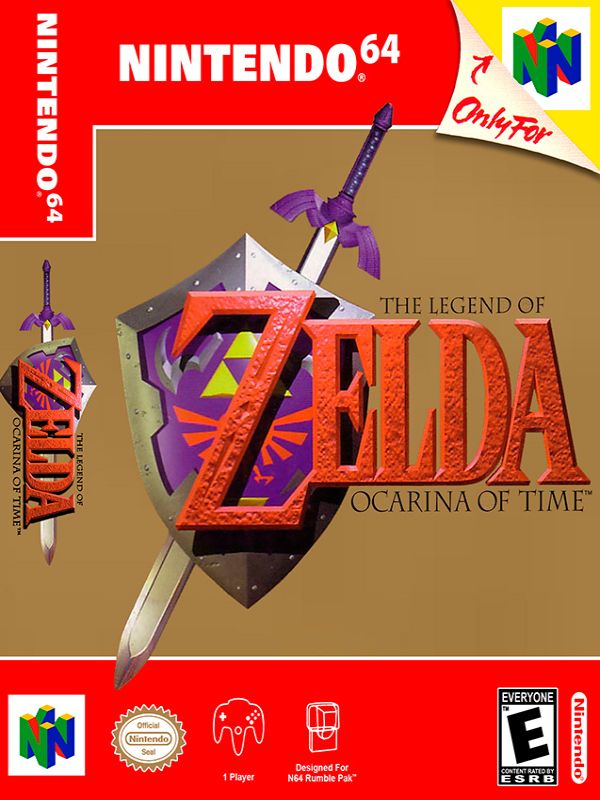 NINTENDO64®
THE LEGEND OF
ZELDA
OCARINA OF TIME™
NINTENDO64®
Only For
THE LEGEND OF
ZELDA
OCARINA OF TIME™
Official
Nintendo
Seal
1 Player
Designed For
N64 Rumble Pak™
EVERYONE
E™
CONTENT RATED BY
ESRB
Nintendo®